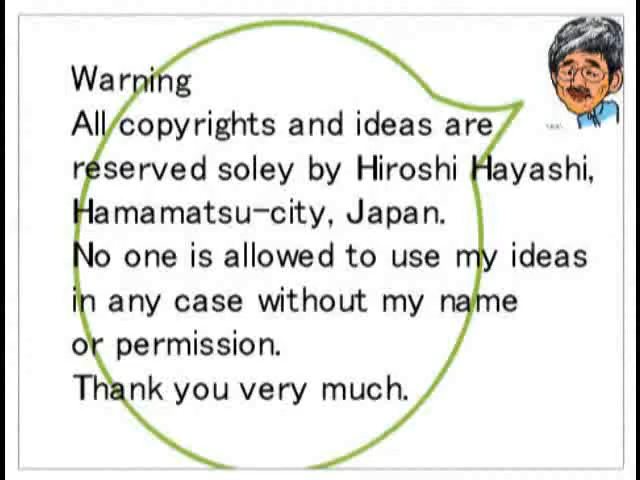 Warning
All copyrights and ideas are
reserved soley by Hiroshi Hayashi,
Hamamatsu-city, Japan.
No one is allowed to use my ideas
in any case without my name
or permission.
Thank you very much.